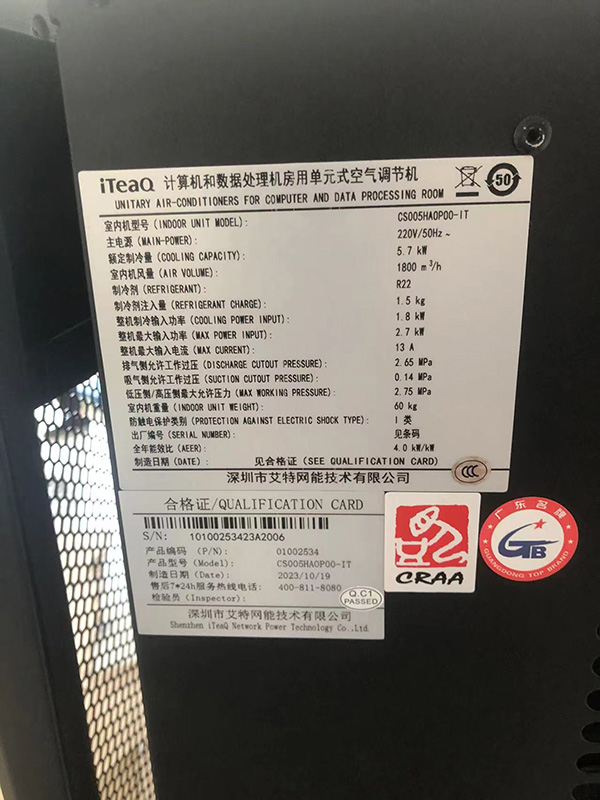 iTeaQ 计算机和数据处理机房用单元式空气调节机
50
UNITARY AIR-CONDITIONERS FOR COMPUTER AND DATA PROCESSING ROOM
室内机型号 (INDOOR UNIT MODEL): CS005HA0P00-IT
主电源 (MAIN-POWER): 220V/50Hz ~
额定制冷量 (COOLING CAPACITY): 5.7 kW
室内机风量 (AIR VOLUME): 1800 m³/h
制冷剂 (REFRIGERANT): R22
制冷剂注入量 (REFRIGERANT CHARGE): 1.5 kg
整机制冷输入功率 (COOLING POWER INPUT): 1.8 kW
整机最大输入功率 (MAX POWER INPUT): 2.7 kW
整机最大输入电流 (MAX CURRENT): 13 A
排气侧允许工作过压 (DISCHARGE CUTOUT PRESSURE): 2.65 MPa
吸气侧允许工作过压 (SUCTION CUTOUT PRESSURE): 0.14 MPa
低压侧/高压侧最大允许压力 (MAX WORKING PRESSURE): 2.75 MPa
室内机重量 (INDOOR UNIT WEIGHT): 60 kg
防触电保护类别 (PROTECTION AGAINST ELECTRIC SHOCK TYPE): I 类
出厂编号 (SERIAL NUMBER): 见条码
全年能效比 (AEER): 4.0 kW/kW
制造日期 (DATE): 见合格证 (SEE QUALIFICATION CARD)
深圳市艾特网能技术有限公司
CCC
合格证/QUALIFICATION CARD
S/N: 10100253423A2006
产品编码 (P/N): 01002534
产品型号 (Model): CS005HA0P00-IT
制造日期 (Date): 2023/10/19
售后7*24h服务热线电话: 400-811-8080
检验员 (Inspector):
Q.C1
PASSED
深圳市艾特网能技术有限公司
Shenzhen iTeaQ Network Power Technology Co.,Ltd.
CRAA
广东名牌
GTB
GUANGDONG TOP BRAND